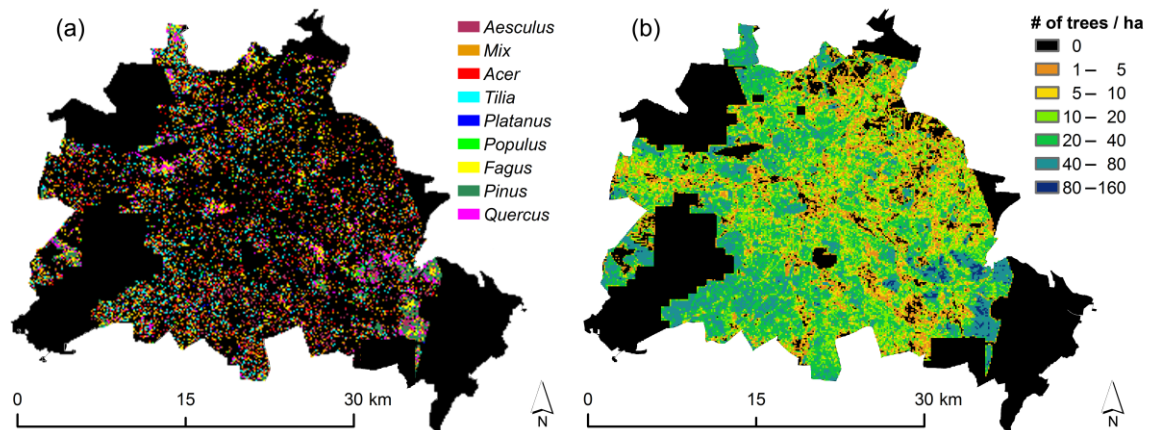 (a)
Aesculus
Mix
Acer
Tilia
Platanus
Populus
Fagus
Pinus
Quercus
0 15 30 km
N
(b)
# of trees / ha
0
1 – 5
5 – 10
10 – 20
20 – 40
40 – 80
80 –160
0 15 30 km
N